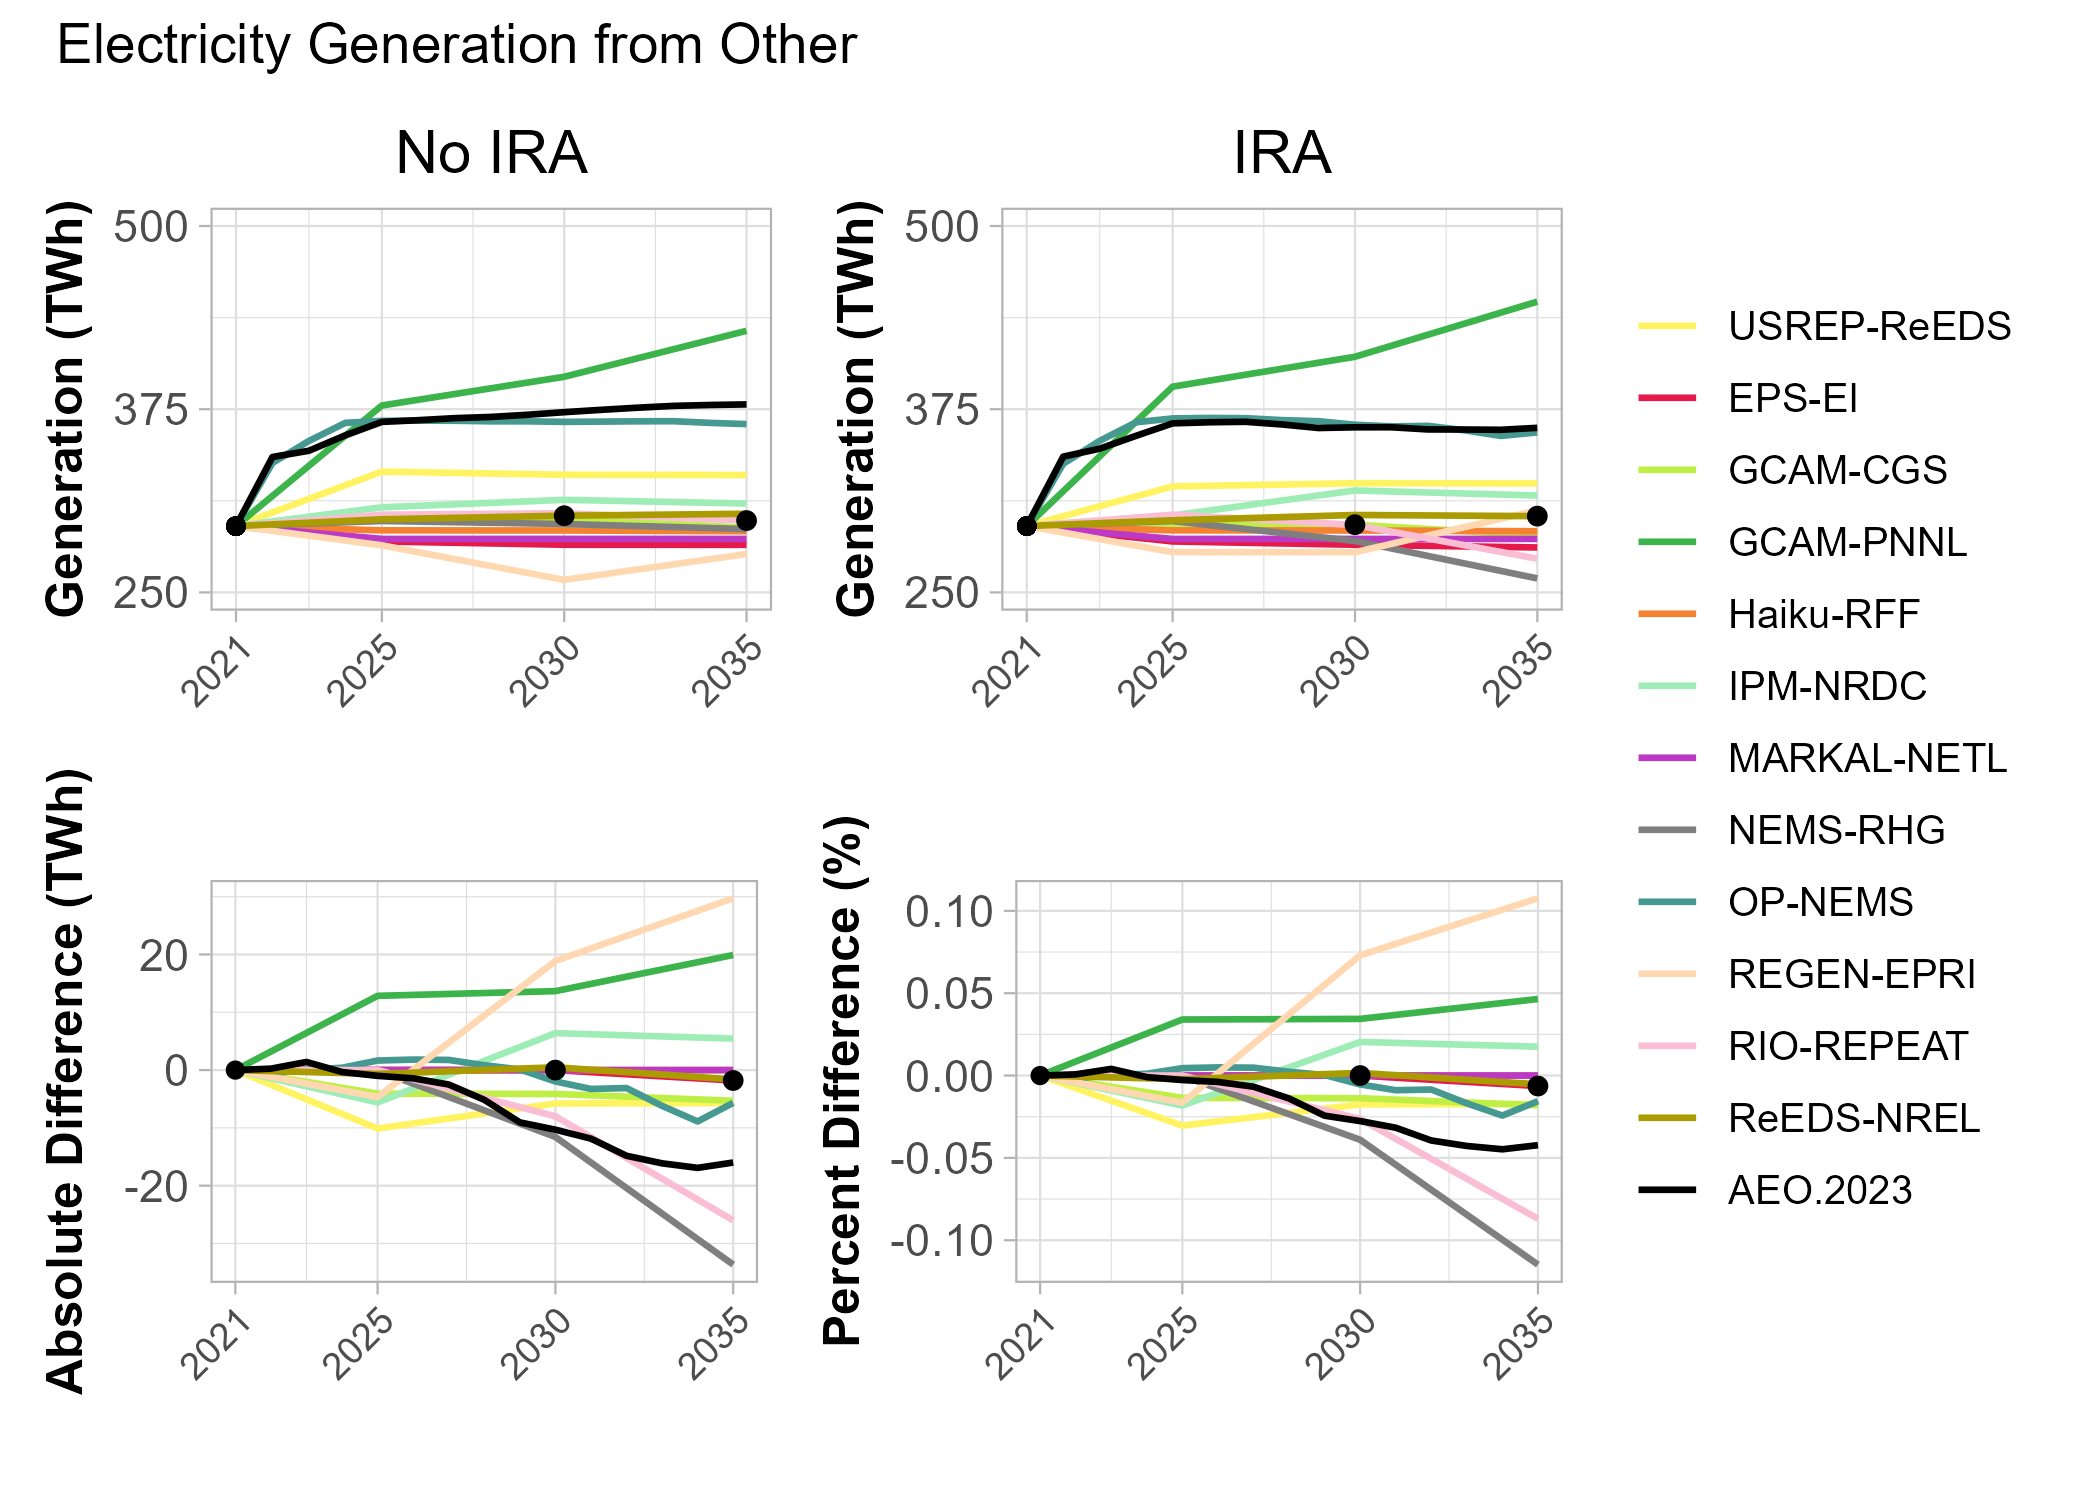 Electricity Generation from Other
No IRA
IRA
Generation (TWh)
500
375
250
2021
2025
2030
2035
Generation (TWh)
500
375
250
2021
2025
2030
2035
Absolute Difference (TWh)
20
0
-20
2021
2025
2030
2035
Percent Difference (%)
0.10
0.05
0.00
-0.05
-0.10
2021
2025
2030
2035
USREP-ReEDS
EPS-EI
GCAM-CGS
GCAM-PNNL
Haiku-RFF
IPM-NRDC
MARKAL-NETL
NEMS-RHG
OP-NEMS
REGEN-EPRI
RIO-REPEAT
ReEDS-NREL
AEO.2023